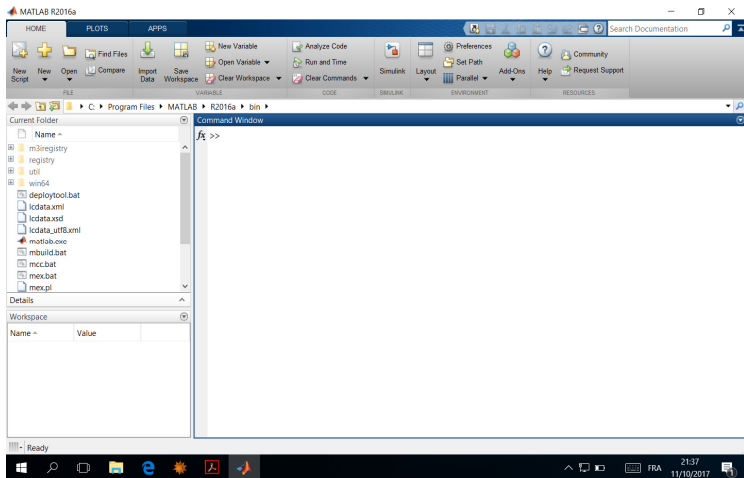 MATLAB R2016a
HOME PLOTS APPS Search Documentation
New Script New Open Find Files Compare Import Data Save Workspace New Variable Open Variable Clear Workspace Analyze Code Run and Time Clear Commands Simulink Layout Preferences Set Path Parallel Add-Ons Help Community Request Support
FILE VARIABLE CODE SIMULINK ENVIRONMENT RESOURCES
C: Program Files MATLAB R2016a bin
Current Folder
Name
m3iregistry
registry
util
win64
deploytool.bat
lcdata.xml
lcdata.xsd
lcdata_utf8.xml
matlab.exe
mbuild.bat
mcc.bat
mex.bat
mex.pl
Details
Workspace
Name Value
Command Window
fx >>
Ready
FRA
21:37
11/10/2017
1